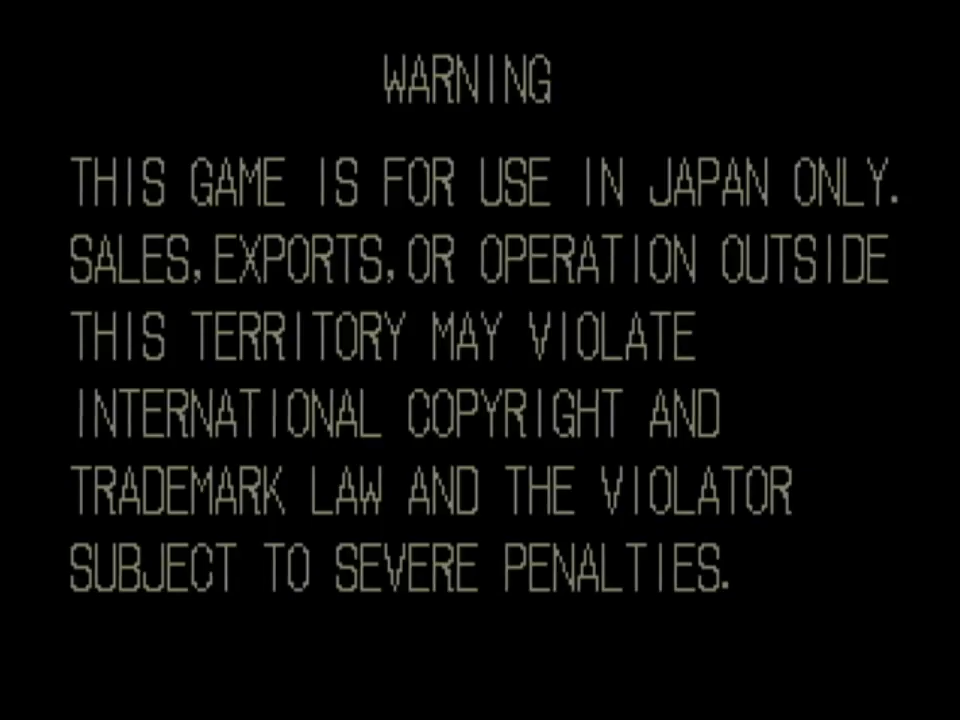 WARNING
THIS GAME IS FOR USE IN JAPAN ONLY.
SALES,EXPORTS,OR OPERATION OUTSIDE
THIS TERRITORY MAY VIOLATE
INTERNATIONAL COPYRIGHT AND
TRADEMARK LAW AND THE VIOLATOR
SUBJECT TO SEVERE PENALTIES.